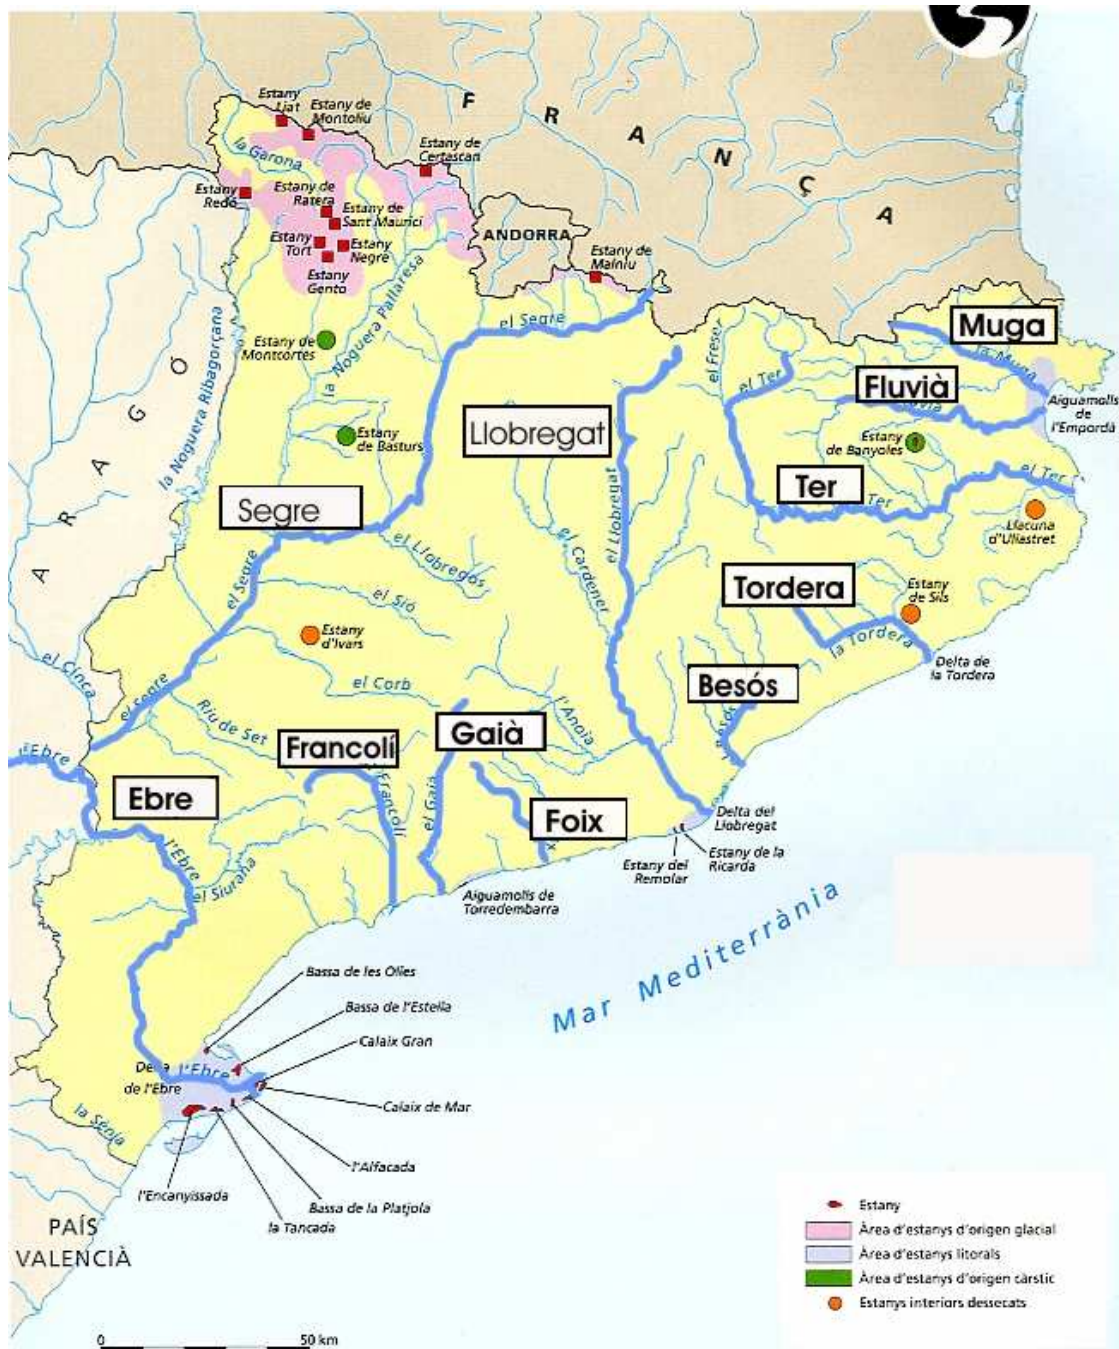 F R A N Ç A
Estany
Liat
Estany de
Montoliu
la Garona
Estany de
Certascan
Estany
Redó
Estany de
Ratera
Estany de
Sant Maurici
Estany
Tort
Estany
Negre
Estany
Gento
ANDORRA
Estany de
Malniu
el Segre
Muga
la Muga
la Noguera Pallaresa
Estany de
Montcortès
el Freser
el Ter
Fluvià
Aiguamolls
de
l'Empordà
A R A G Ó
la Noguera Ribagorçana
Estany
de Basturs
Llobregat
Estany
de Banyoles
Ter
el Ter
el Ter
Segre
Llacuna
d'Ullastret
el Llobregós
el Llobregat
el Cardener
el Segre
el Sió
Tordera
Estany
de Sils
la Tordera
Estany
d'Ivars
Delta de
la Tordera
el Cinca
el Segre
el Corb
Besós
l'Anoia
Riu de Set
Gaià
Francolí
l'Ebre
Ebre
el Francolí
el Gaià
Foix
Delta del
Llobregat
Estany de la
Ricarda
Estany del
Remolar
l'Ebre
el Siurana
Aiguamolls de
Torredembarra
Mar Mediterrània
Bassa de les Olles
Bassa de l'Estella
Calaix Gran
l'Ebre
de l'Ebre
Calaix de Mar
la Sénia
l'Alfacada
l'Encanyissada
Bassa de la Platjola
la Tancada
PAÍS
VALENCIÀ
Estany
Àrea d'estanys d'origen glacial
Àrea d'estanys litorals
Àrea d'estanys d'origen càrstic
Estanys interiors dessecats
0 50 km